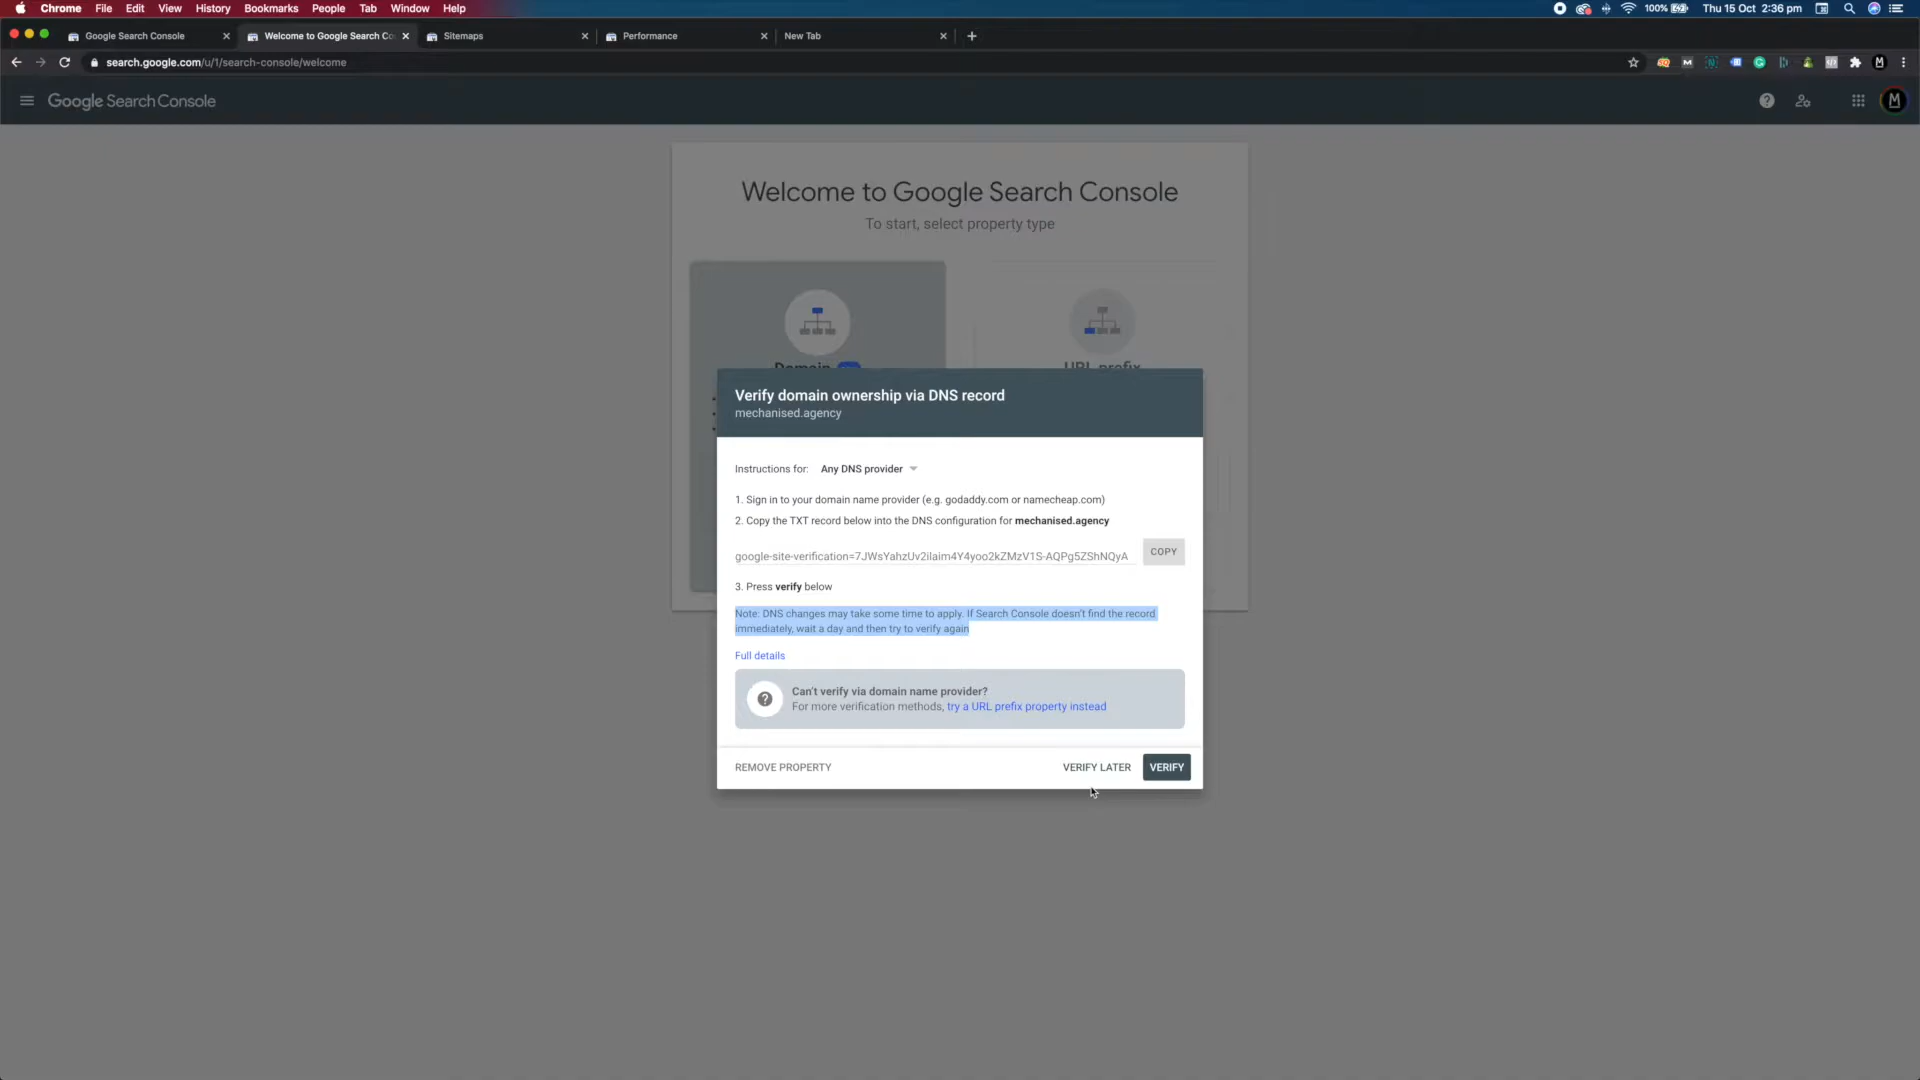 Chrome File Edit View History Bookmarks People Tab Window Help
100% Thu 15 Oct 2:36 pm
Google Search Console
Welcome to Google Search Co
Sitemaps
Performance
New Tab
search.google.com/u/1/search-console/welcome
Google Search Console
M
Welcome to Google Search Console
To start, select property type
Domain
URL prefix
Verify domain ownership via DNS record
mechanised.agency
Instructions for: Any DNS provider
1. Sign in to your domain name provider (e.g. godaddy.com or namecheap.com)
2. Copy the TXT record below into the DNS configuration for mechanised.agency
google-site-verification=7JWsYahzUv2ilaim4Y4yoo2kZMzV1S-AQPg5ZShNQyA
COPY
3. Press verify below
Note: DNS changes may take some time to apply. If Search Console doesn't find the record
immediately, wait a day and then try to verify again
Full details
Can't verify via domain name provider?
For more verification methods, try a URL prefix property instead
REMOVE PROPERTY
VERIFY LATER
VERIFY